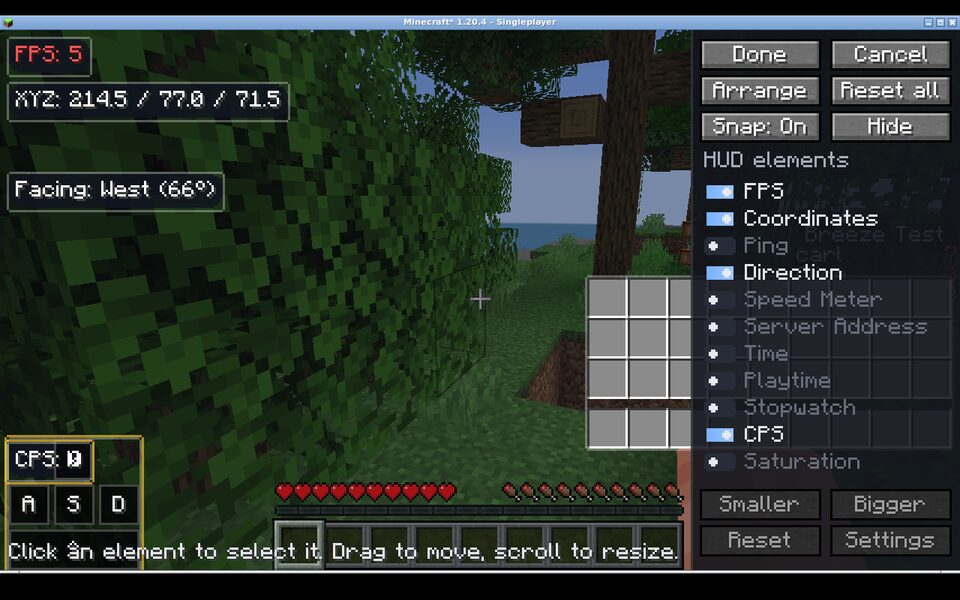 Minecraft* 1.20.4 - Singleplayer
FPS: 5
XYZ: 214.5 / 77.0 / 71.5
Facing: West (66°)
Done
Cancel
Arrange
Reset all
Snap: On
Hide
HUD elements
FPS
Coordinates
Ping
Breeze Test
carl
Direction
Speed Meter
Server Address
Time
Playtime
Stopwatch
CPS
Saturation
CPS: 0
A S D
Click an element to select it. Drag to move, scroll to resize.
Smaller
Bigger
Reset
Settings